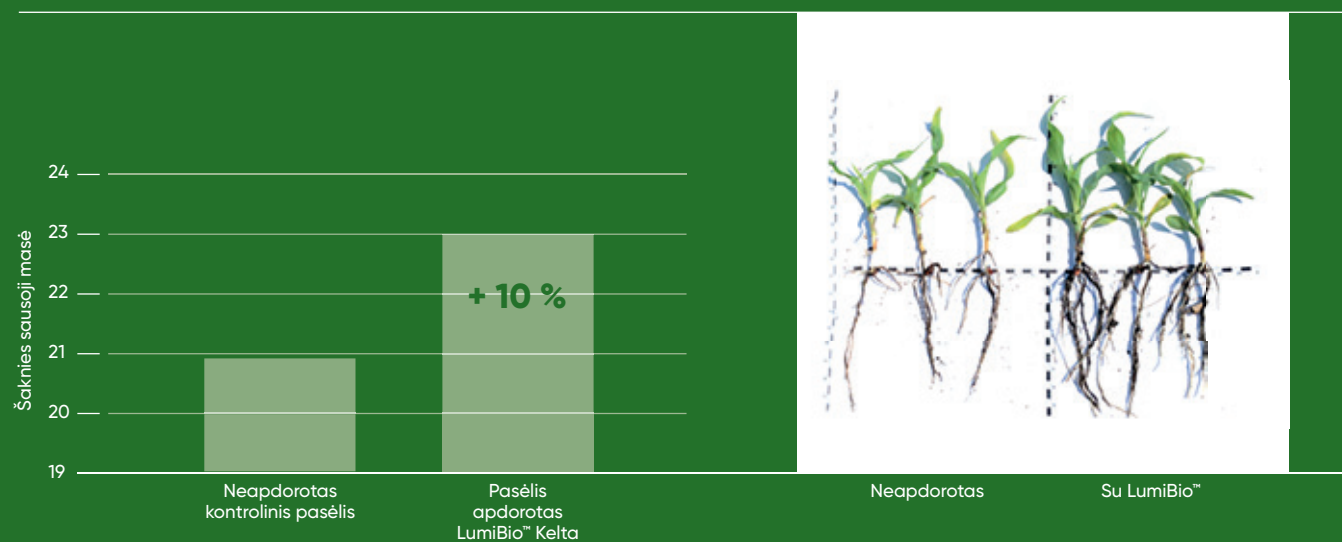 Šaknies sausoji masė
24
23
22
21
20
19
+ 10 %
Neapdorotas
kontrolinis pasėlis
Pasėlis
apdorotas
LumiBio™ Kelta
Neapdorotas
Su LumiBio™